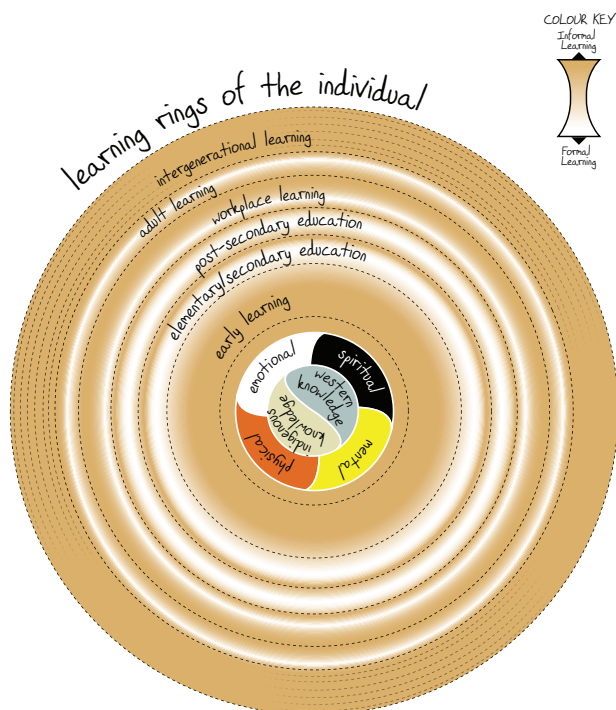 COLOUR KEY
Informal
Learning
Formal
Learning
learning rings of the individual
intergenerational learning
adult learning
workplace learning
post-secondary education
elementary/secondary education
early learning
emotional
spiritual
western
knowledge
indigenous
knowledge
physical
mental